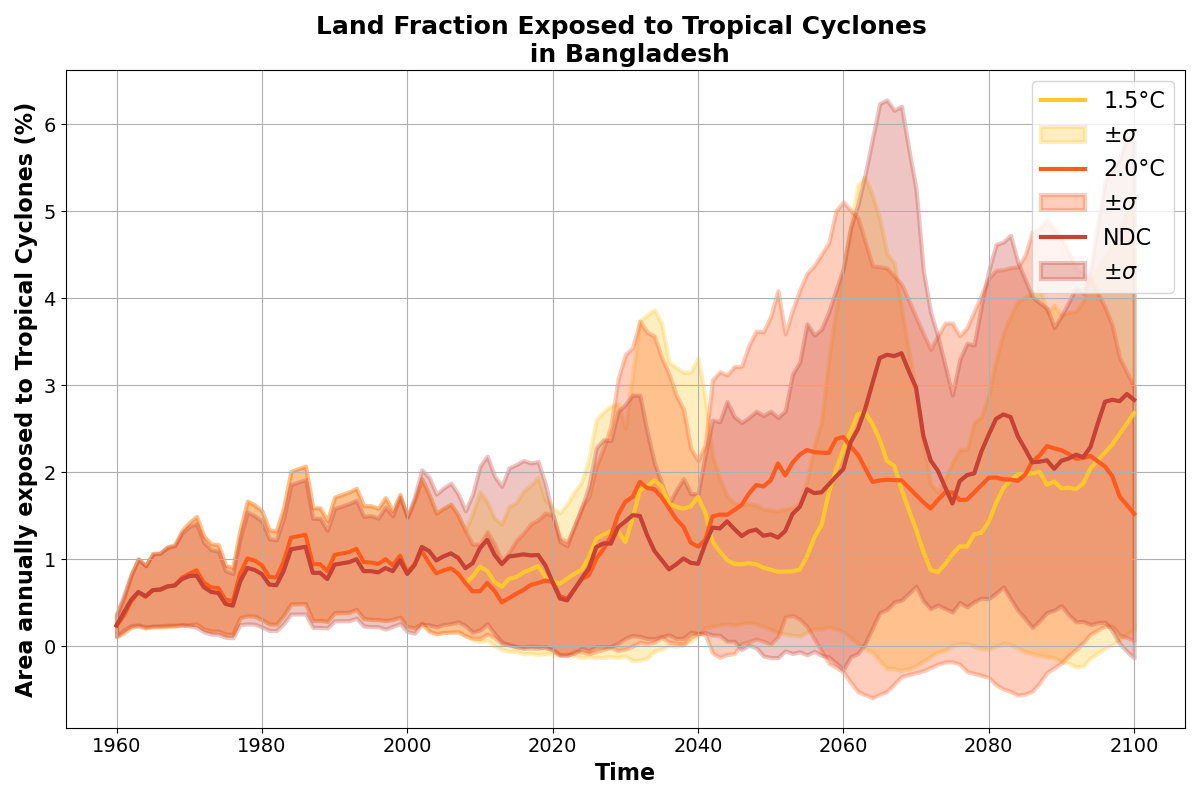 Land Fraction Exposed to Tropical Cyclones
in Bangladesh
Area annually exposed to Tropical Cyclones (%)
6
5
4
3
2
1
0
1960 1980 2000 2020 2040 2060 2080 2100
Time
1.5°C
±σ
2.0°C
±σ
NDC
±σ